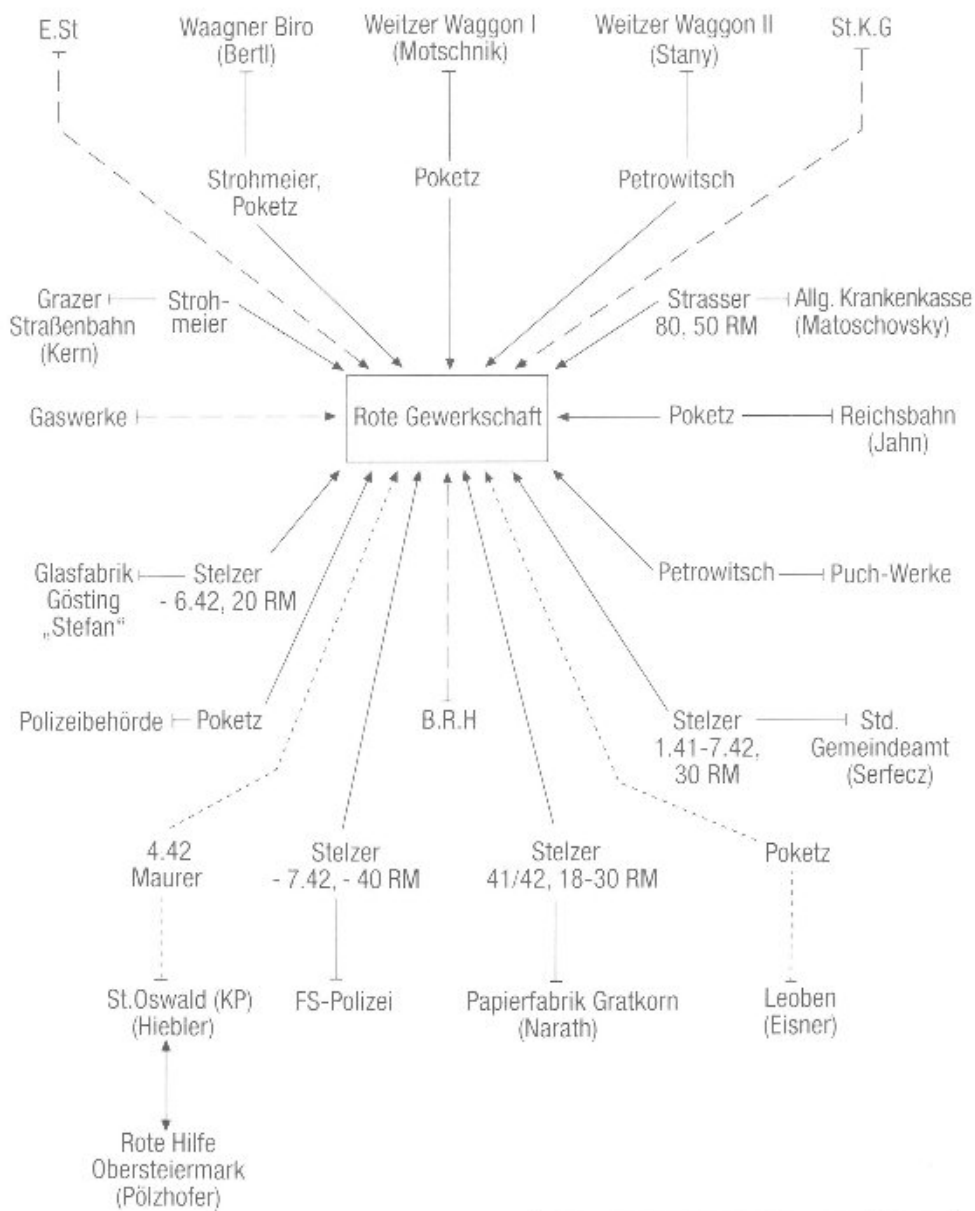 E.St
Waagner Biro
(Bertl)
Weitzer Waggon I
(Motschnik)
Weitzer Waggon II
(Stany)
St.K.G
Strohmeier,
Poketz
Poketz
Petrowitsch
Grazer
Straßenbahn
(Kern)
Stroh-
meier
Strasser
80, 50 RM
Allg. Krankenkasse
(Matoschovsky)
Gaswerke
Rote Gewerkschaft
Poketz
Reichsbahn
(Jahn)
Glasfabrik
Gösting
„Stefan“
Stelzer
- 6.42, 20 RM
Petrowitsch
Puch-Werke
Polizeibehörde
Poketz
B.R.H
Stelzer
1.41-7.42,
30 RM
Std.
Gemeindeamt
(Serfecz)
4.42
Maurer
Stelzer
- 7.42, - 40 RM
Stelzer
41/42, 18-30 RM
Poketz
St.Oswald (KP)
(Hiebler)
FS-Polizei
Papierfabrik Gratkorn
(Narath)
Leoben
(Eisner)
Rote Hilfe
Obersteiermark
(Pölzhofer)